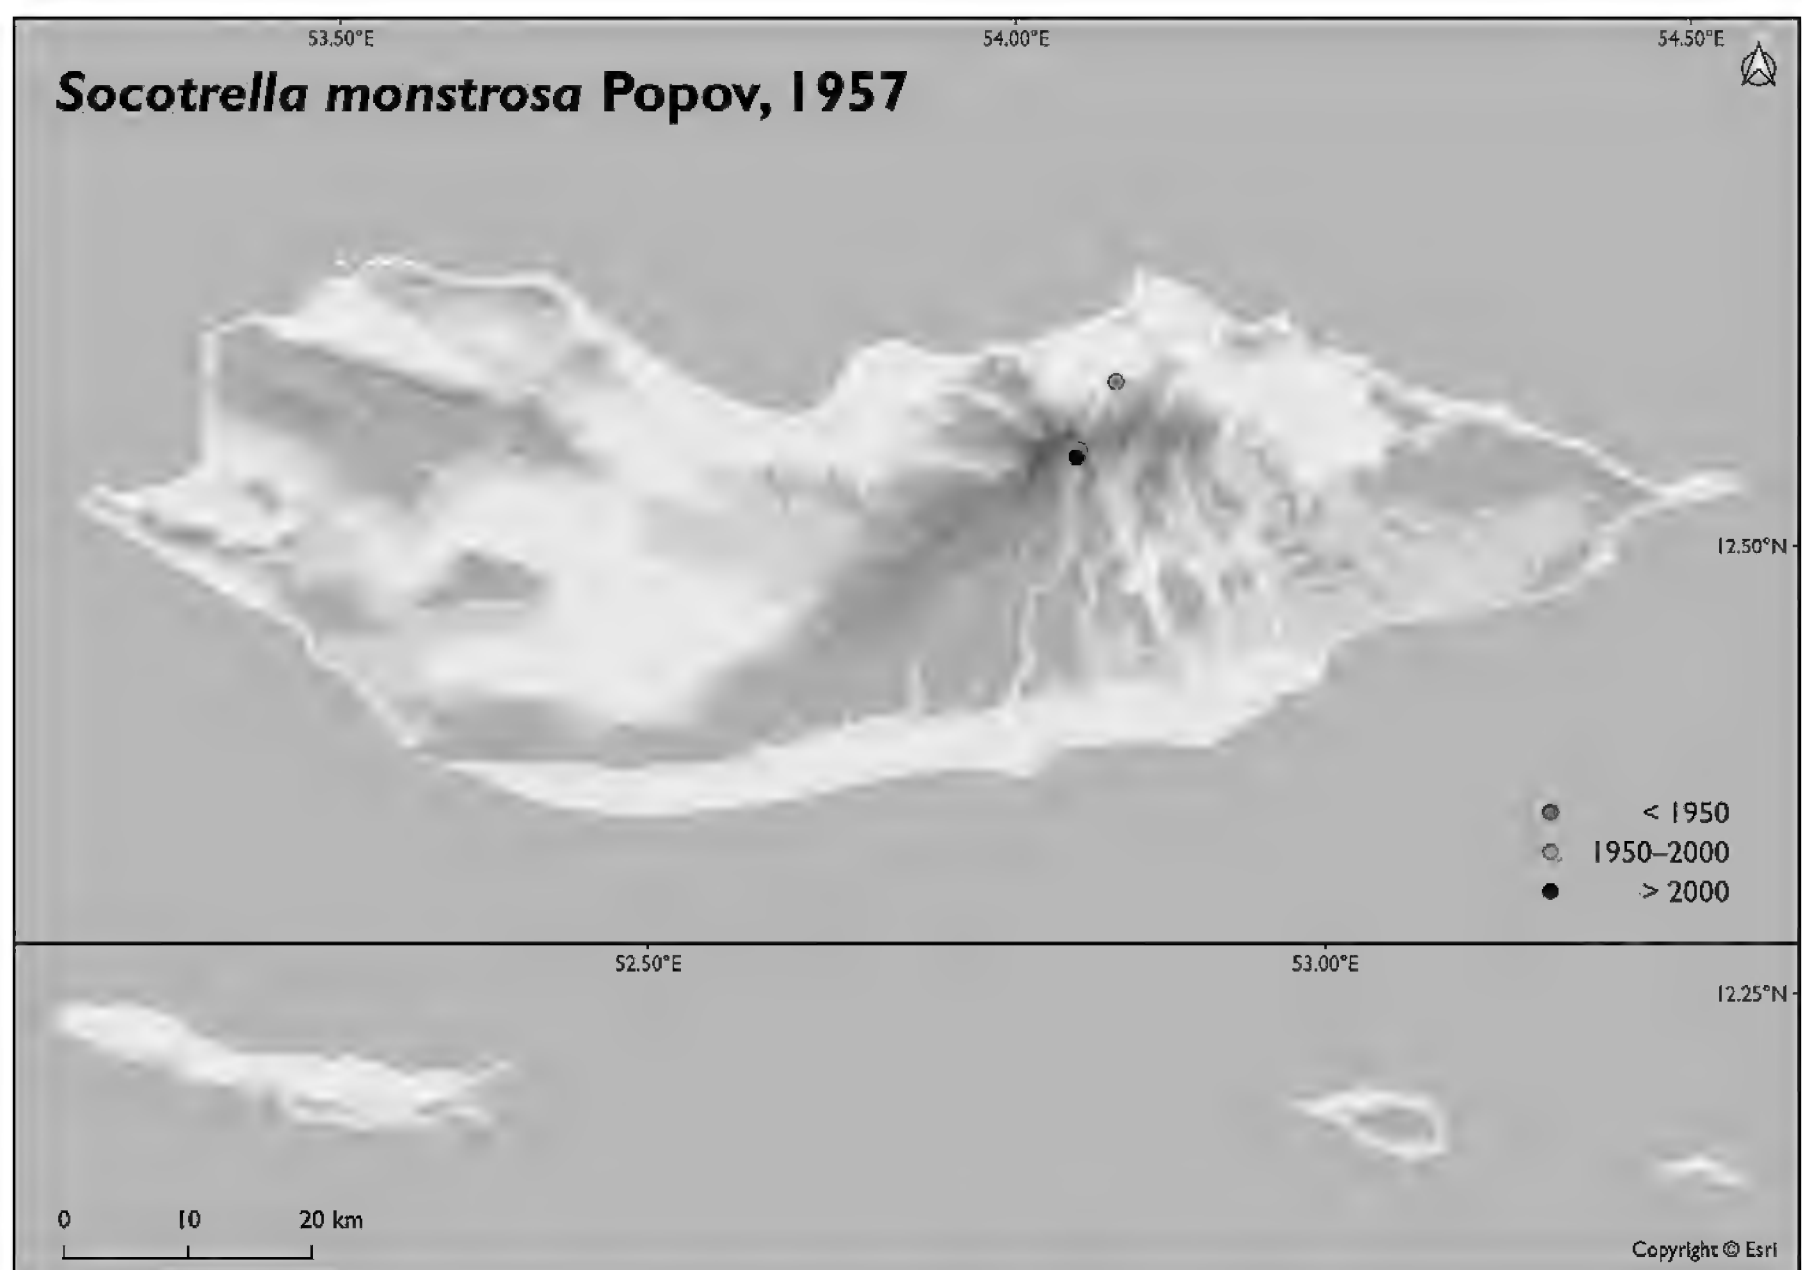 53.50°E 54.00°E 54.50°E
Socotrella monstrosa Popov, 1957
12.50°N
< 1950
1950–2000
> 2000
52.50°E 53.00°E
12.25°N
0 10 20 km
Copyright © Esri